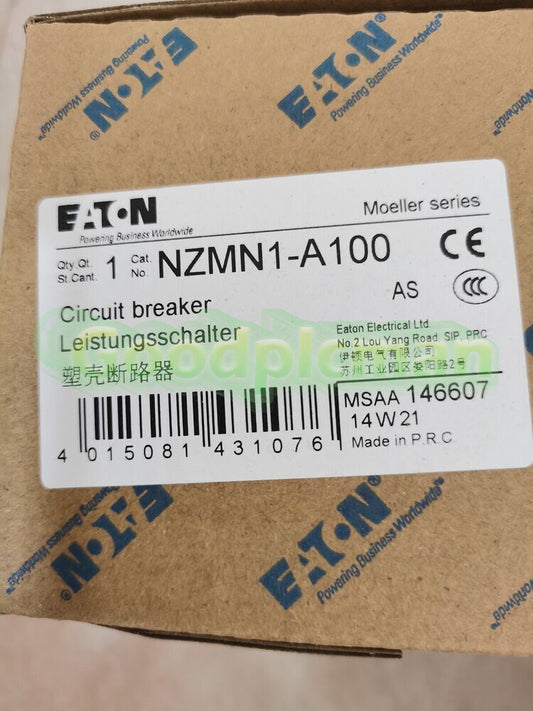 EATON
Powering Business Worldwide®
EATON
Powering Business Worldwide®
EATON
Powering Business Worldwide
Moeller series
Qty.Qt.
St.Cant. 1 Cat.
No. NZMN1-A100 CE
AS CCC
Circuit breaker
Leistungsschalter
塑壳断路器
Eaton Electrical Ltd.
No.2 Lou Yang Road, SIP, PRC
伊顿电气有限公司
苏州工业园区娄阳路2号
Goodplc.com
4 015081 431076
MSAA 146607
14W21
Made in P.R.C.
EATON
Powering Business Worldwide
EATON
Powering Business Worldwide®
Worldwide®